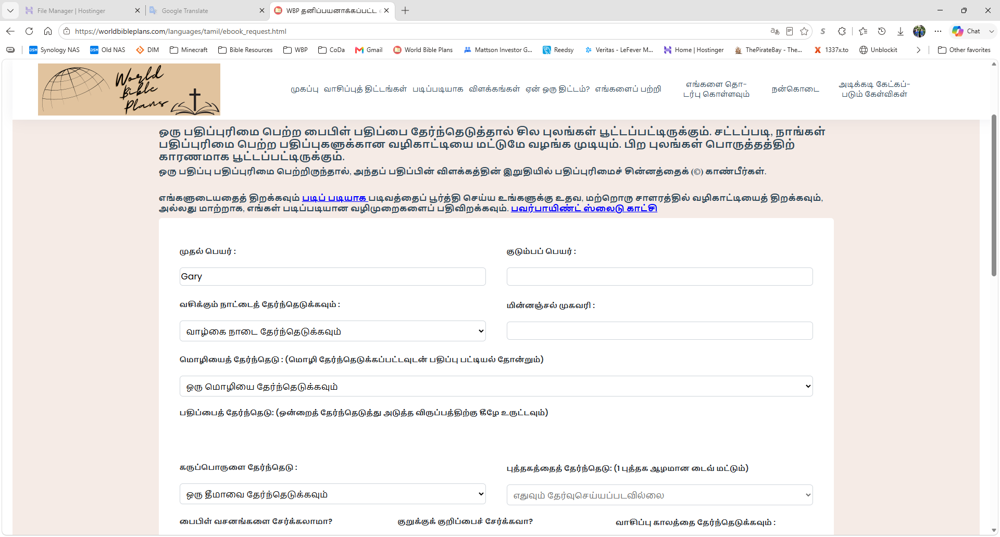 File Manager | Hostinger
Google Translate
WBP தனிப்பயனாக்கப்பட்ட
https://worldbibleplans.com/languages/tamil/ebook_request.html
Chat
Synology NAS
Old NAS
DIM
Minecraft
Bible Resources
WBP
CoDa
Gmail
World Bible Plans
Mattson Investor G...
Reedsy
Veritas - LeFever M...
Home | Hostinger
ThePirateBay - The...
1337x.to
Unblockit
Other favorites
World
Bible
Plans
முகப்பு வாசிப்புத் திட்டங்கள் படிப்படியாக விளக்கங்கள் ஏன் ஒரு திட்டம்? எங்களைப் பற்றி
எங்களை தொ-
டர்பு கொள்ளவும்
நன்கொடை
அடிக்கடி கேட்கப்-
படும் கேள்விகள்
ஒரு பதிப்புரிமை பெற்ற பைபிள் பதிப்பை தேர்ந்தெடுத்தால் சில புலங்கள் பூட்டப்பட்டிருக்கும். சட்டப்படி, நாங்கள்
பதிப்புரிமை பெற்ற பதிப்புகளுக்கான வழிகாட்டியை மட்டுமே வழங்க முடியும். பிற புலங்கள் பொருத்தத்திற்
காரணமாக பூட்டப்பட்டிருக்கும்.
ஒரு பதிப்பு பதிப்புரிமை பெற்றிருந்தால், அந்தப் பதிப்பின் விளக்கத்தின் இறுதியில் பதிப்புரிமைச் சின்னத்தைக் (©) காண்பீர்கள்.
எங்களுடையதைத் திறக்கவும் படிப் படியாக படிவத்தைப் பூர்த்தி செய்ய உங்களுக்கு உதவ, மற்றொரு சாளரத்தில் வழிகாட்டியைத் திறக்கவும்,
அல்லது மாற்றாக, எங்கள் படிப்படியான வழிமுறைகளைப் பதிவிறக்கவும். பவர்பாயிண்ட் ஸ்லைடு காட்சி
முதல் பெயர் :
குடும்பப் பெயர் :
Gary
வசிக்கும் நாட்டைத் தேர்ந்தெடுக்கவும் :
மின்னஞ்சல் முகவரி :
வாழ்கை நாடை தேர்ந்தெடுக்கவும்
மொழியைத் தேர்ந்தெடு : (மொழி தேர்ந்தெடுக்கப்பட்டவுடன் பதிப்பு பட்டியல் தோன்றும்)
ஒரு மொழியை தேர்ந்தெடுக்கவும்
பதிப்பைத் தேர்ந்தெடு: (ஒன்றைத் தேர்ந்தெடுத்து அடுத்த விருப்பத்திற்கு கீழே உருட்டவும்)
கருப்பொருளை தேர்ந்தெடு :
புத்தகத்தைத் தேர்ந்தெடு: (1 புத்தக ஆழமான டைவ் மட்டும்)
ஒரு தீமாவை தேர்ந்தெடுக்கவும்
எதுவும் தேர்வுசெய்யப்படவில்லை
பைபிள் வசனங்களை சேர்க்கலாமா?
குறுக்குக் குறிப்பைச் சேர்க்கவா?
வாசிப்பு காலத்தை தேர்ந்தெடுக்கவும் :